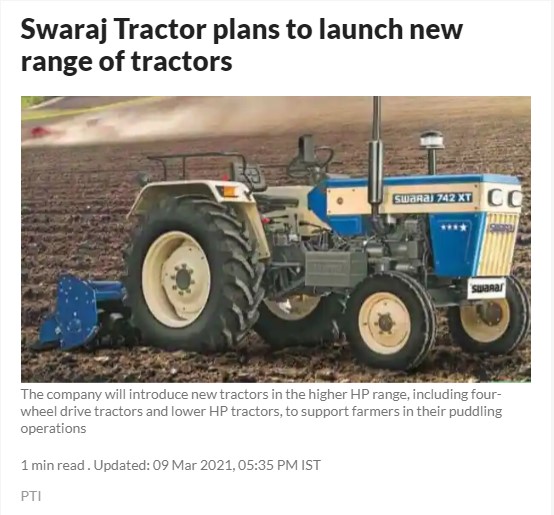 Swaraj Tractor plans to launch new
range of tractors
SWARAJ 742 XT
SWARAJ
SWARAJ
The company will introduce new tractors in the higher HP range, including four-
wheel drive tractors and lower HP tractors, to support farmers in their puddling
operations
1 min read . Updated: 09 Mar 2021, 05:35 PM IST
PTI